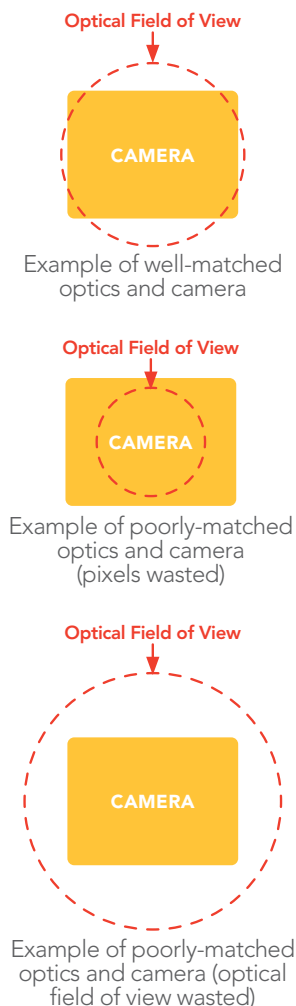 Optical Field of View
CAMERA
Example of well-matched
optics and camera
Optical Field of View
CAMERA
Example of poorly-matched
optics and camera
(pixels wasted)
Optical Field of View
CAMERA
Example of poorly-matched
optics and camera (optical
field of view wasted)